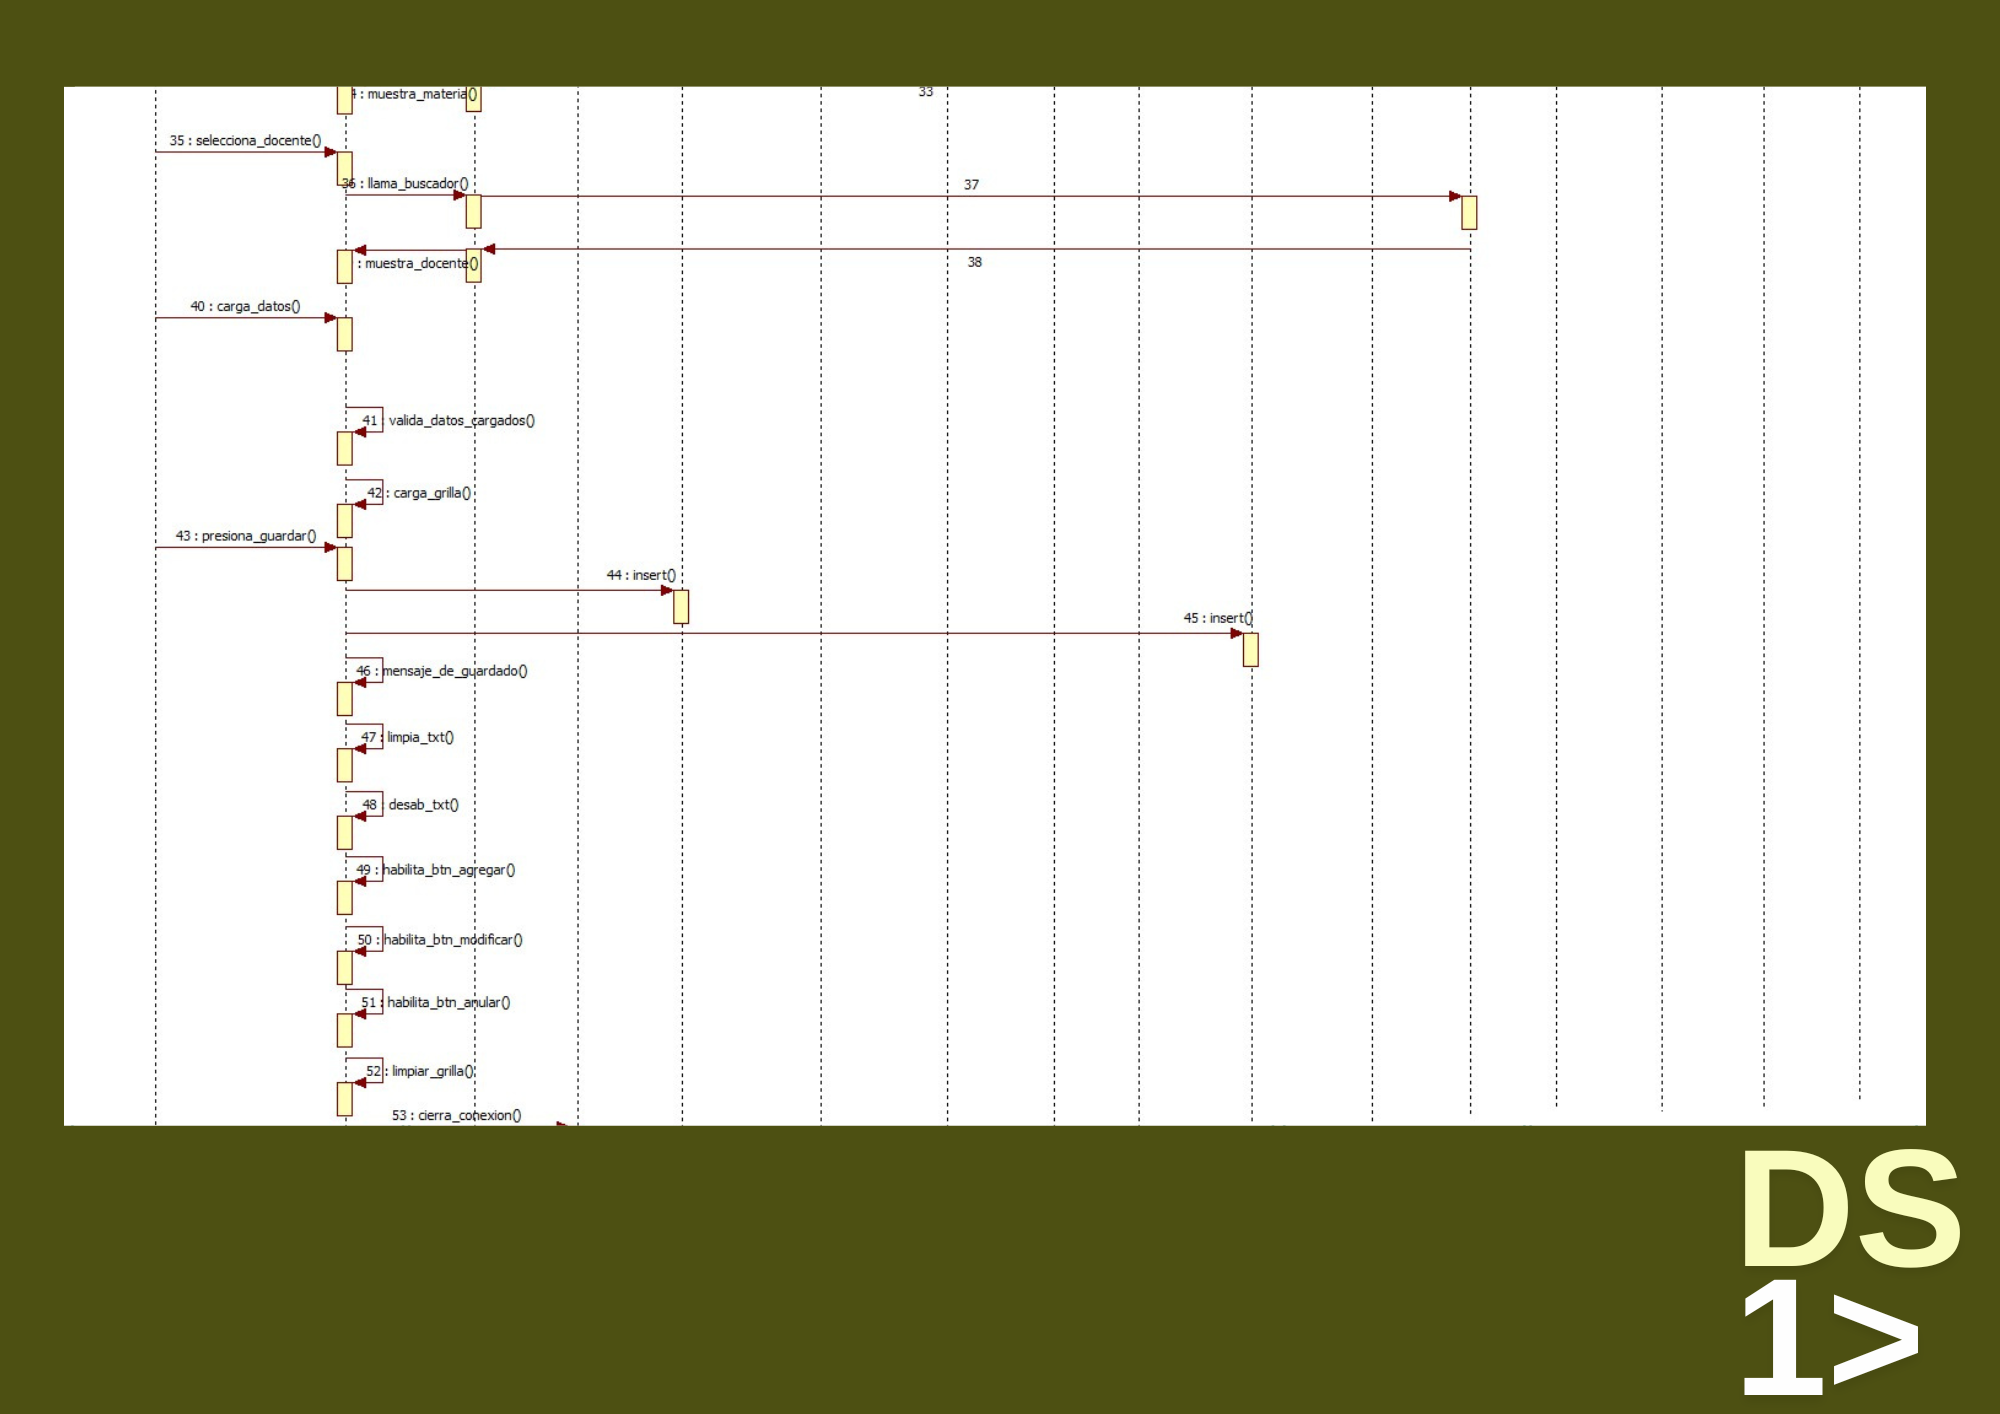 : muestra_materia()
33
35 : selecciona_docente()
36 : llama_buscador()
37
: muestra_docente()
38
40 : carga_datos()
41 : valida_datos_cargados()
42 : carga_grilla()
43 : presiona_guardar()
44 : insert()
45 : insert()
46 : mensaje_de_guardado()
47 : limpia_txt()
48 : desab_txt()
49 : habilita_btn_agregar()
50 : habilita_btn_modificar()
51 : habilita_btn_anular()
52 : limpiar_grilla()
53 : cierra_conexion()
DS
1>